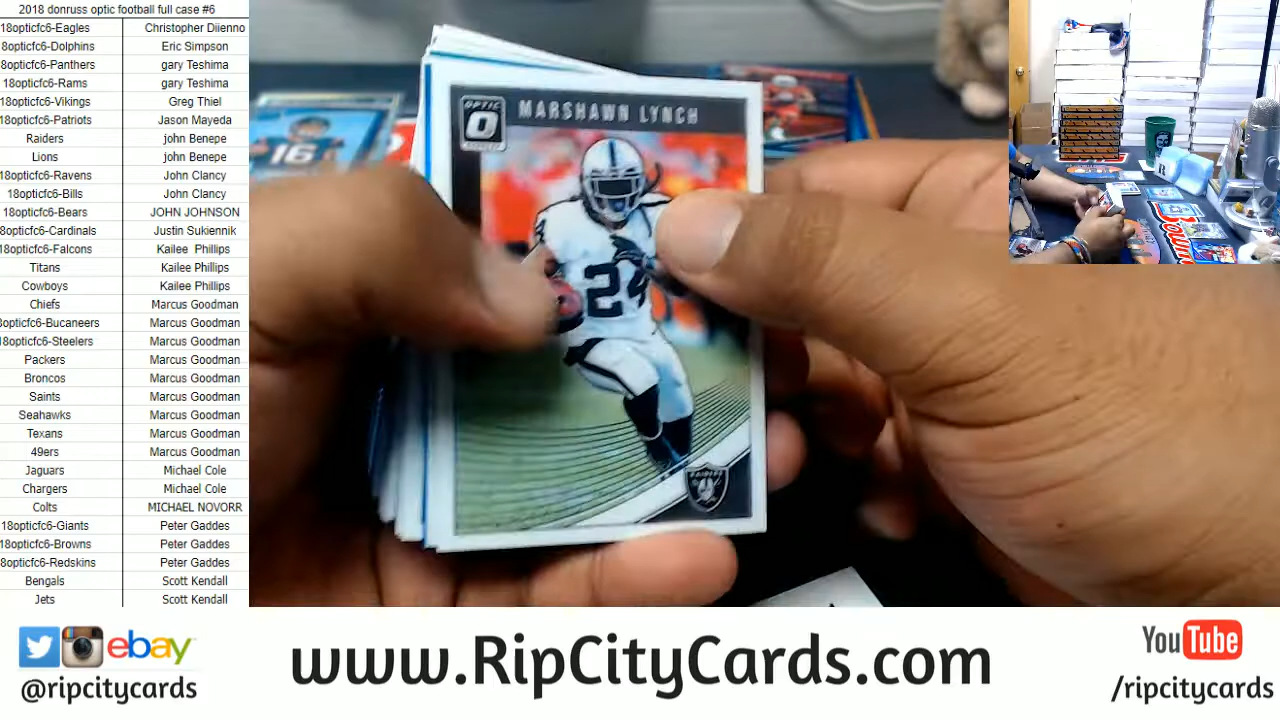 2018 donruss optic football full case #6
18opticfc6-Eagles Christopher Diienno
8opticfc6-Dolphins Eric Simpson
8opticfc6-Panthers gary Teshima
18opticfc6-Rams gary Teshima
18opticfc6-Vikings Greg Thiel
18opticfc6-Patriots Jason Mayeda
Raiders john Benepe
Lions john Benepe
18opticfc6-Ravens John Clancy
18opticfc6-Bills John Clancy
18opticfc6-Bears JOHN JOHNSON
8opticfc6-Cardinals Justin Sukiennik
18opticfc6-Falcons Kailee Phillips
Titans Kailee Phillips
Cowboys Kailee Phillips
Chiefs Marcus Goodman
8opticfc6-Bucaneers Marcus Goodman
18opticfc6-Steelers Marcus Goodman
Packers Marcus Goodman
Broncos Marcus Goodman
Saints Marcus Goodman
Seahawks Marcus Goodman
Texans Marcus Goodman
49ers Marcus Goodman
Jaguars Michael Cole
Chargers Michael Cole
Colts MICHAEL NOVORR
18opticfc6-Giants Peter Gaddes
18opticfc6-Browns Peter Gaddes
8opticfc6-Redskins Peter Gaddes
Bengals Scott Kendall
Jets Scott Kendall
OPTIC
MARSHAWN LYNCH
24
RAIDERS
16
ebay
@ripcitycards
www.RipCityCards.com
YouTube
/ripcitycards